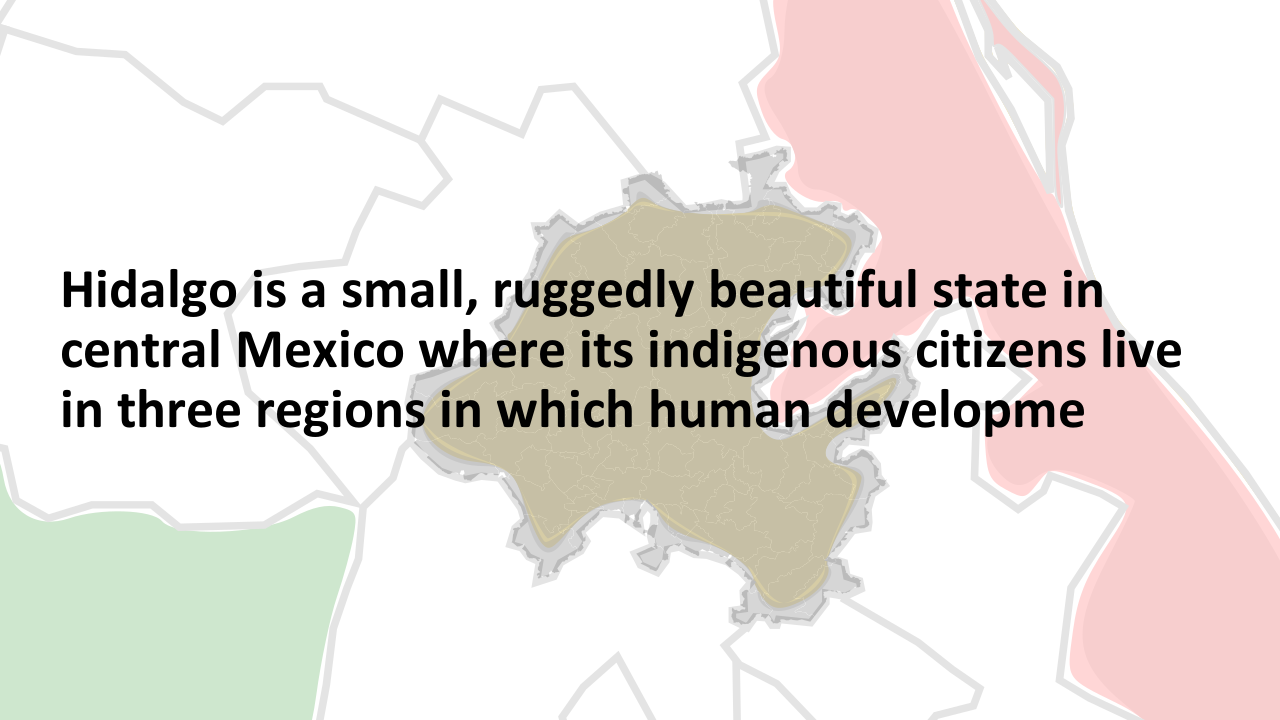 Hidalgo is a small, ruggedly beautiful state in
central Mexico where its indigenous citizens live
in three regions in which human developme